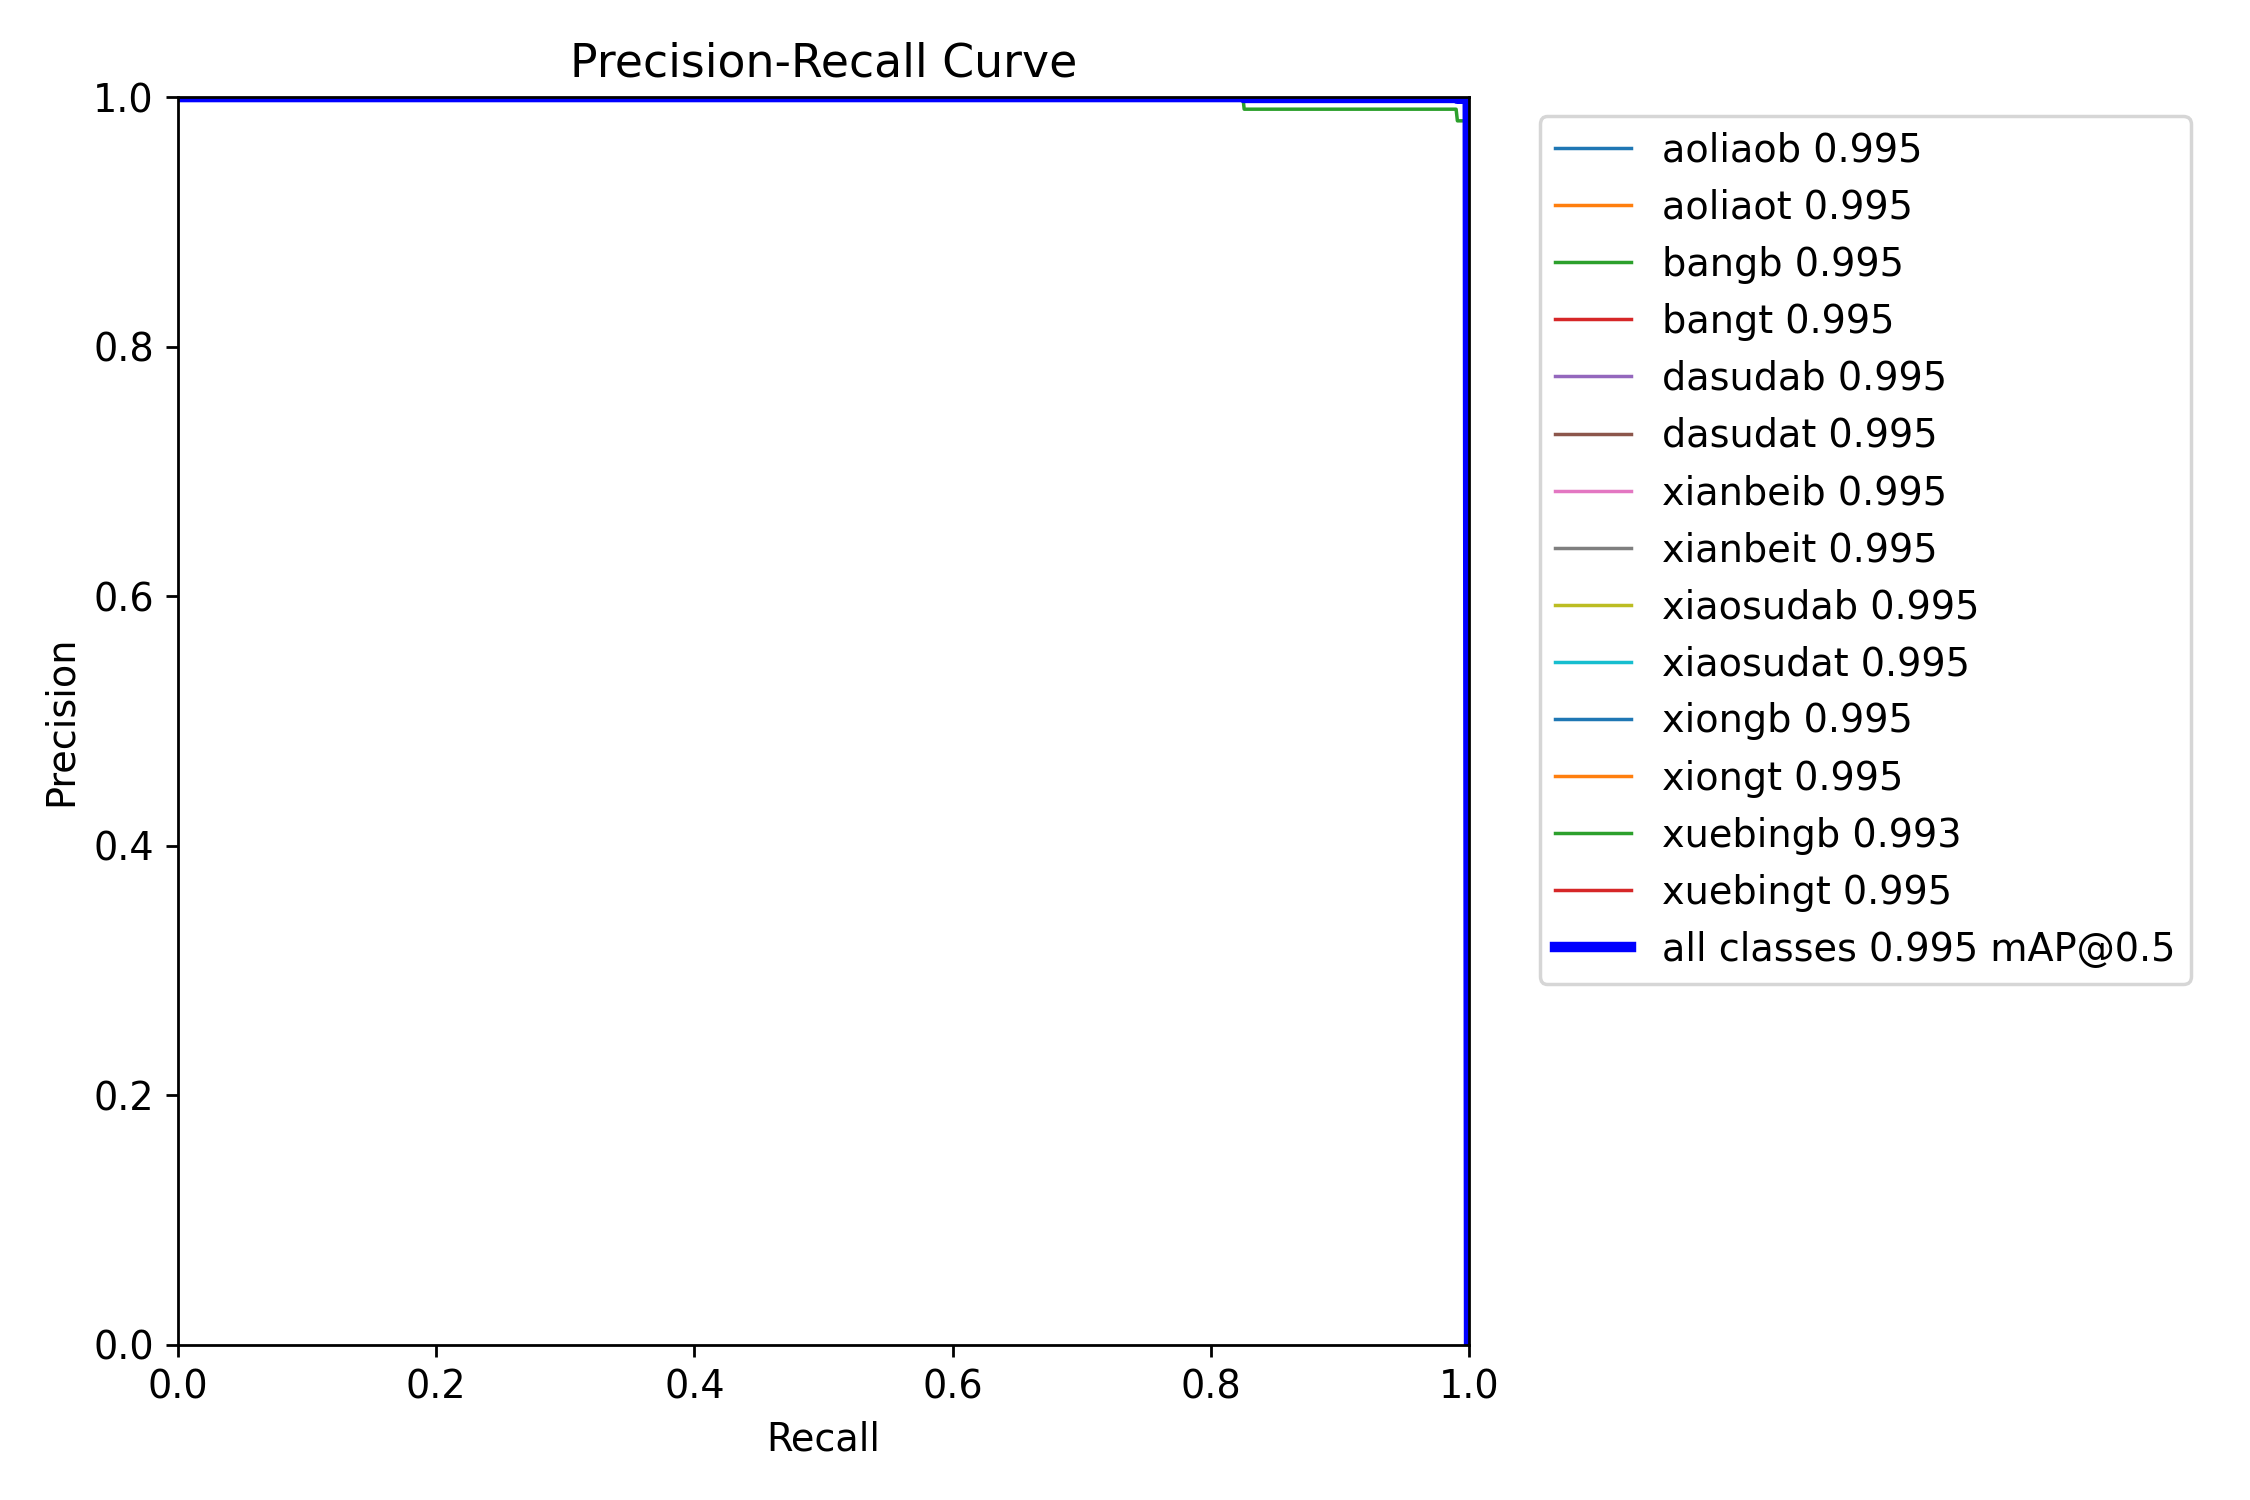 Precision-Recall Curve
1.0
0.8
0.6
0.4
0.2
0.0
Precision
0.0 0.2 0.4 0.6 0.8 1.0
Recall
aoliaob 0.995
aoliaot 0.995
bangb 0.995
bangt 0.995
dasudab 0.995
dasudat 0.995
xianbeib 0.995
xianbeit 0.995
xiaosudab 0.995
xiaosudat 0.995
xiongb 0.995
xiongt 0.995
xuebingb 0.993
xuebingt 0.995
all classes 0.995 mAP@0.5